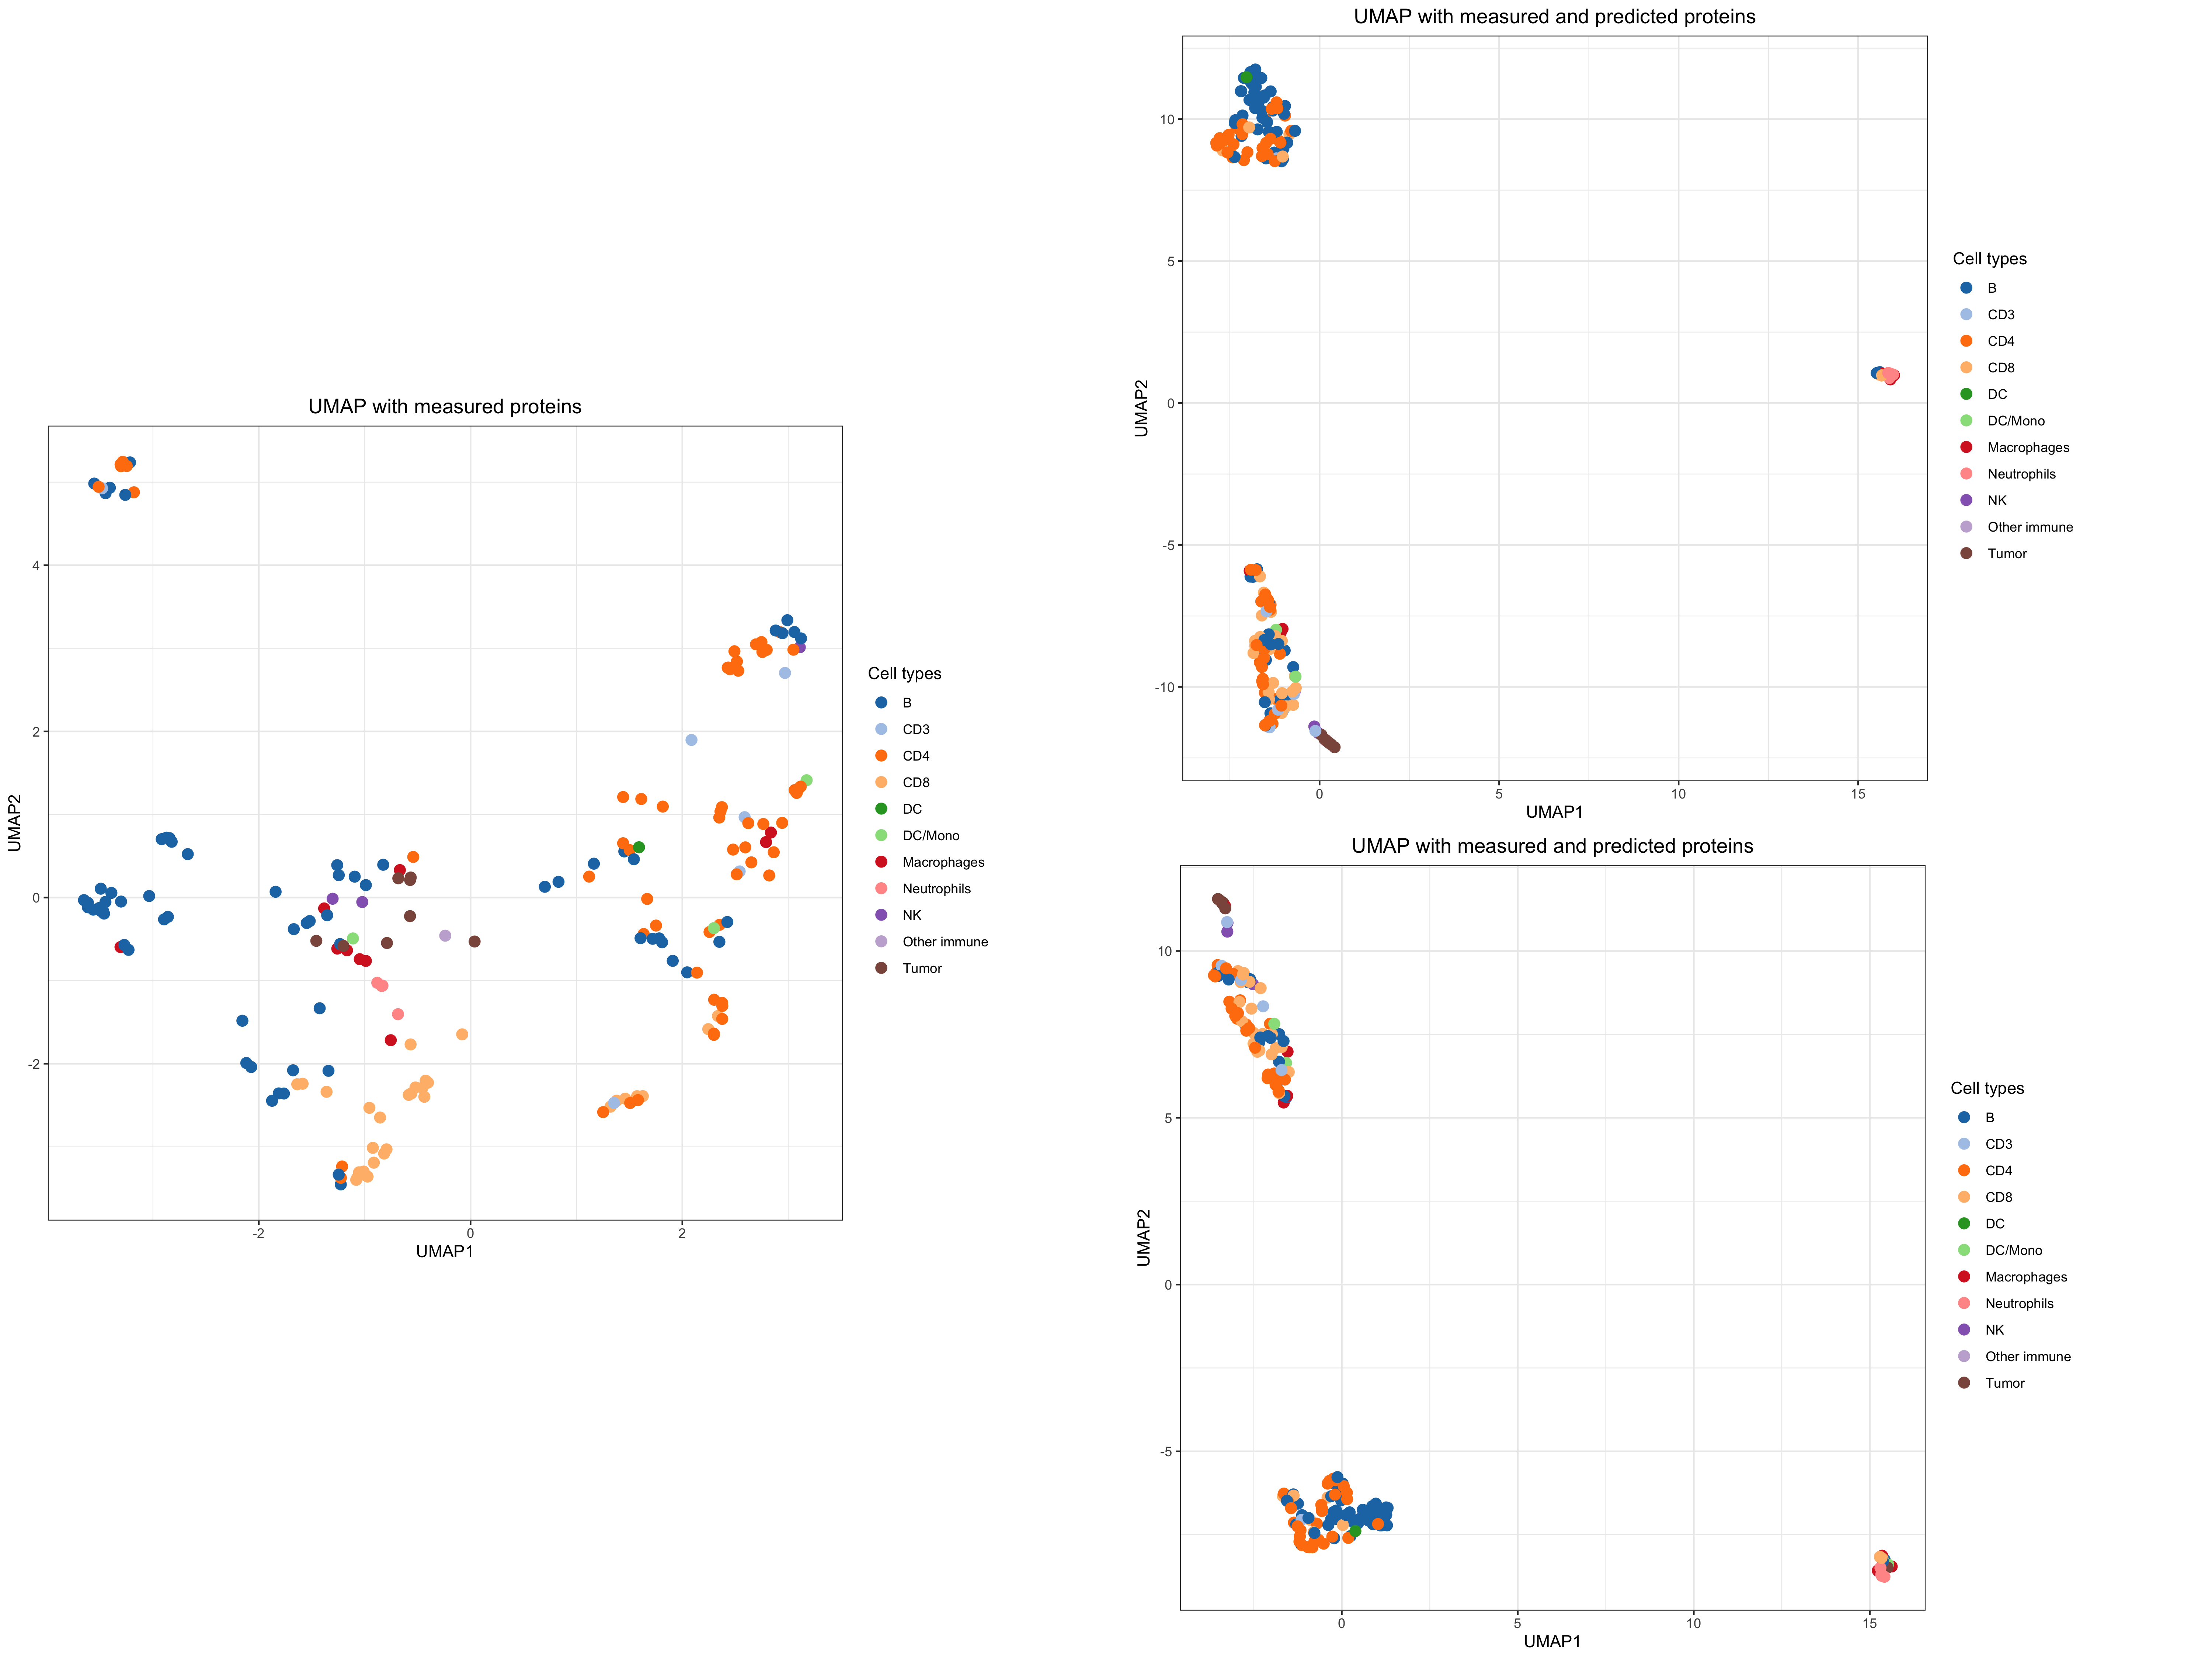 UMAP with measured proteins
UMAP2
4
2
0
-2
-2
0
2
UMAP1
Cell types
B
CD3
CD4
CD8
DC
DC/Mono
Macrophages
Neutrophils
NK
Other immune
Tumor
UMAP with measured and predicted proteins
UMAP2
10
5
0
-5
-10
0
5
10
15
UMAP1
Cell types
B
CD3
CD4
CD8
DC
DC/Mono
Macrophages
Neutrophils
NK
Other immune
Tumor
UMAP with measured and predicted proteins
UMAP2
10
5
0
-5
0
5
10
15
UMAP1
Cell types
B
CD3
CD4
CD8
DC
DC/Mono
Macrophages
Neutrophils
NK
Other immune
Tumor